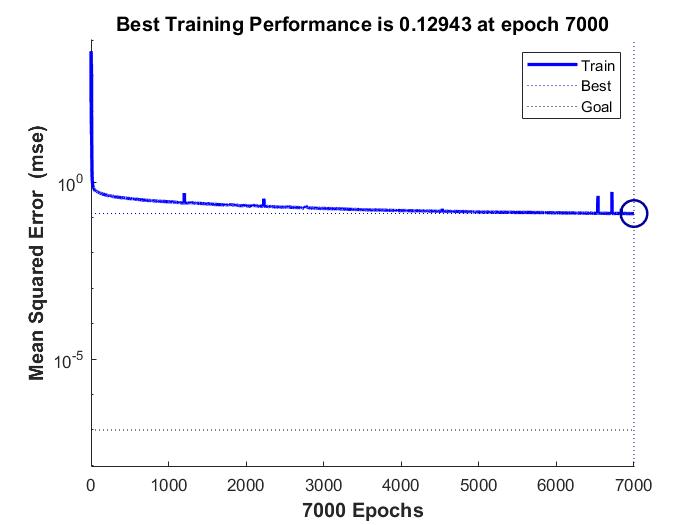 Best Training Performance is 0.12943 at epoch 7000
Train
Best
Goal
Mean Squared Error (mse)
10^0
10^-5
0 1000 2000 3000 4000 5000 6000 7000
7000 Epochs